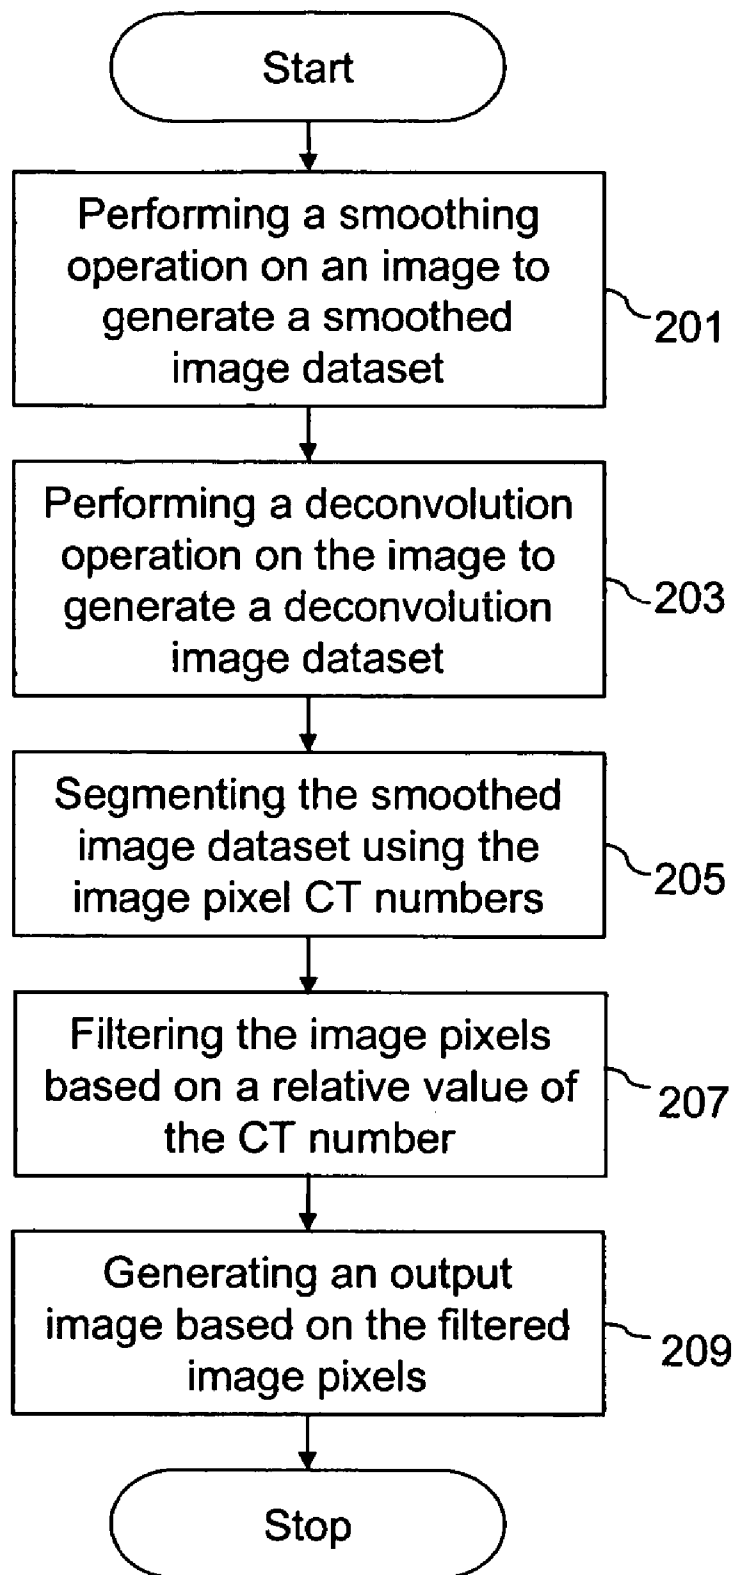 Start
Performing a smoothing
operation on an image to
generate a smoothed
image dataset
201
Performing a deconvolution
operation on the image to
generate a deconvolution
image dataset
203
Segmenting the smoothed
image dataset using the
image pixel CT numbers
205
Filtering the image pixels
based on a relative value of
the CT number
207
Generating an output
image based on the filtered
image pixels
209
Stop